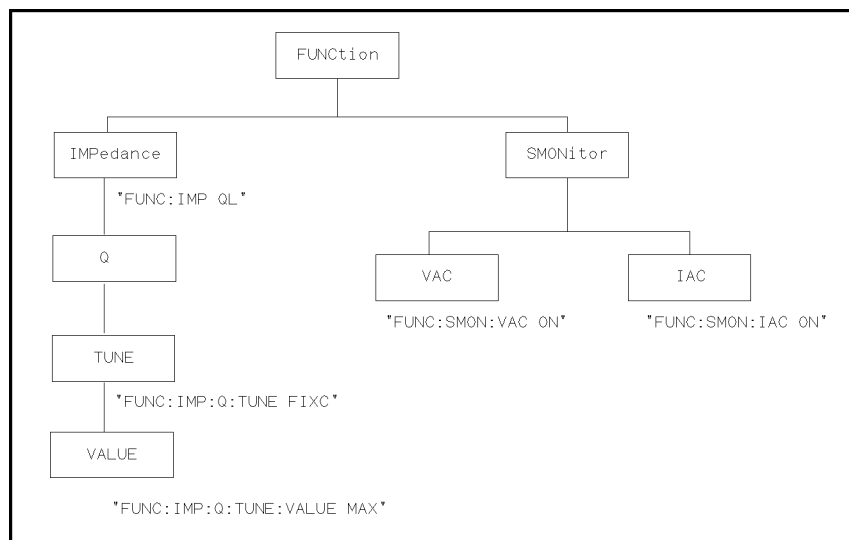 FUNCtion
IMPedance
SMONitor
"FUNC:IMP QL"
Q
VAC
IAC
"FUNC:SMON:VAC ON"
"FUNC:SMON:IAC ON"
TUNE
"FUNC:IMP:Q:TUNE FIXC"
VALUE
"FUNC:IMP:Q:TUNE:VALUE MAX"